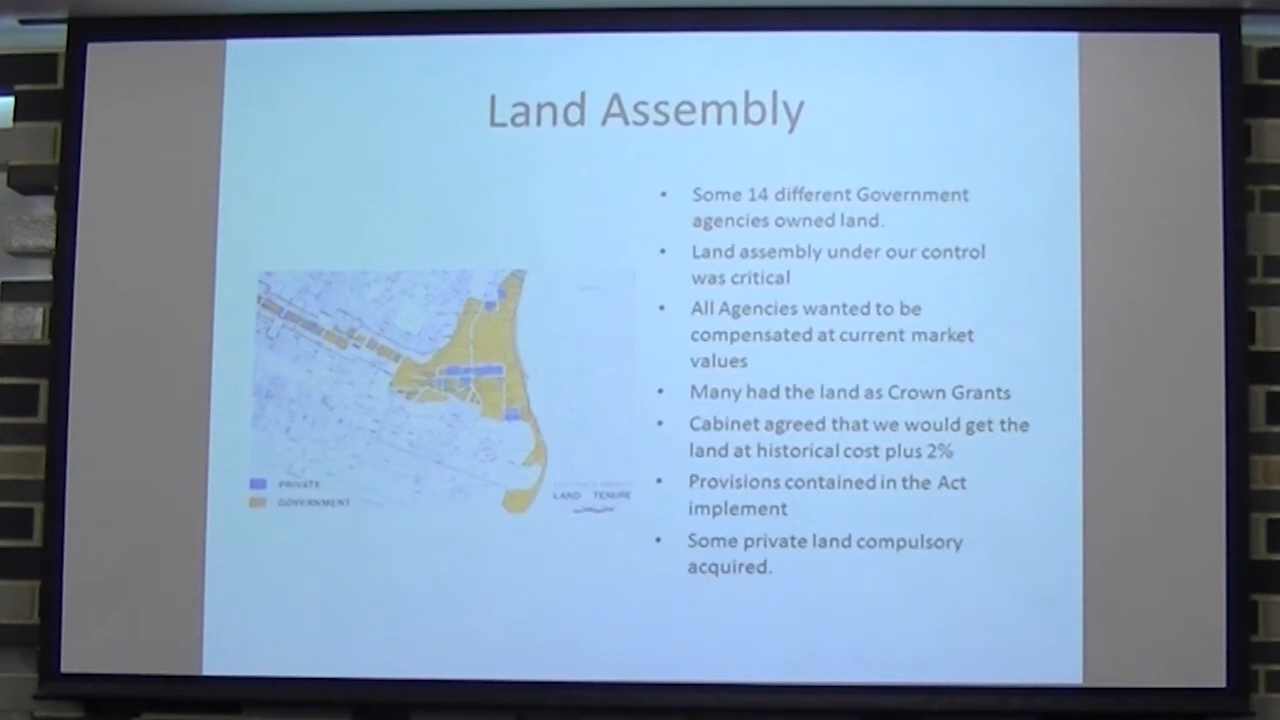 Land Assembly
• Some 14 different Government
agencies owned land.
• Land assembly under our control
was critical
• All Agencies wanted to be
compensated at current market
values
• Many had the land as Crown Grants
• Cabinet agreed that we would get the
land at historical cost plus 2%
• Provisions contained in the Act
implement
• Some private land compulsory
acquired.
PRIVATE
GOVERNMENT
LAND TENURE